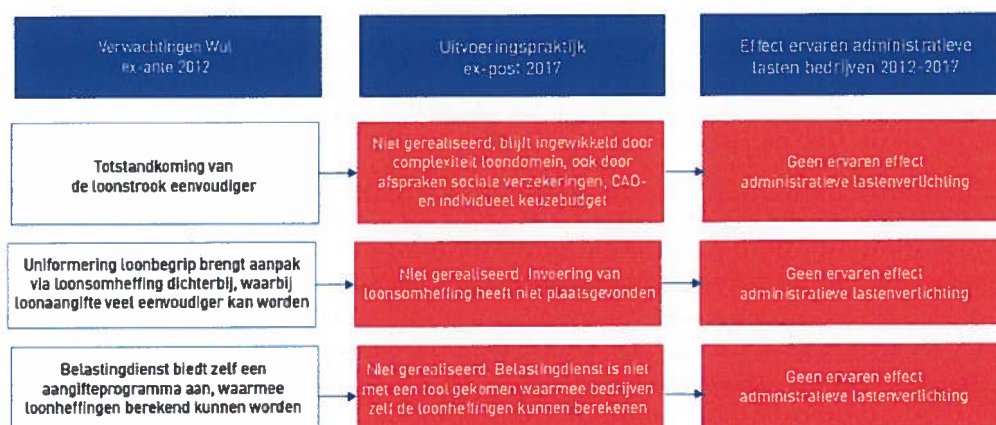 Verwachtingen Wul
ex-ante 2012
Uitvoeringspraktijk
ex-post 2017
Effect ervaren administratieve
lasten bedrijven 2012-2017
Totstandkoming van
de loonstrook eenvoudiger
Niet gerealiseerd, blijft ingewikkeld door
complexiteit loondomein, ook door
afspraken sociale verzekeringen, CAO-
en individueel keuzebudget
Geen ervaren effect
administratieve lastenverlichting
Uniformering loonbegrip brengt aanpak
via loonsomheffing dichterbij, waarbij
loonaangifte veel eenvoudiger kan worden
Niet gerealiseerd. Invoering van
loonsomheffing heeft niet plaatsgevonden
Geen ervaren effect
administratieve lastenverlichting
Belastingdienst biedt zelf een
aangifteprogramma aan, waarmee
loonheffingen berekend kunnen worden
Niet gerealiseerd. Belastingdienst is niet
met een tool gekomen waarmee bedrijven
zelf de loonheffingen kunnen berekenen
Geen ervaren effect
administratieve lastenverlichting